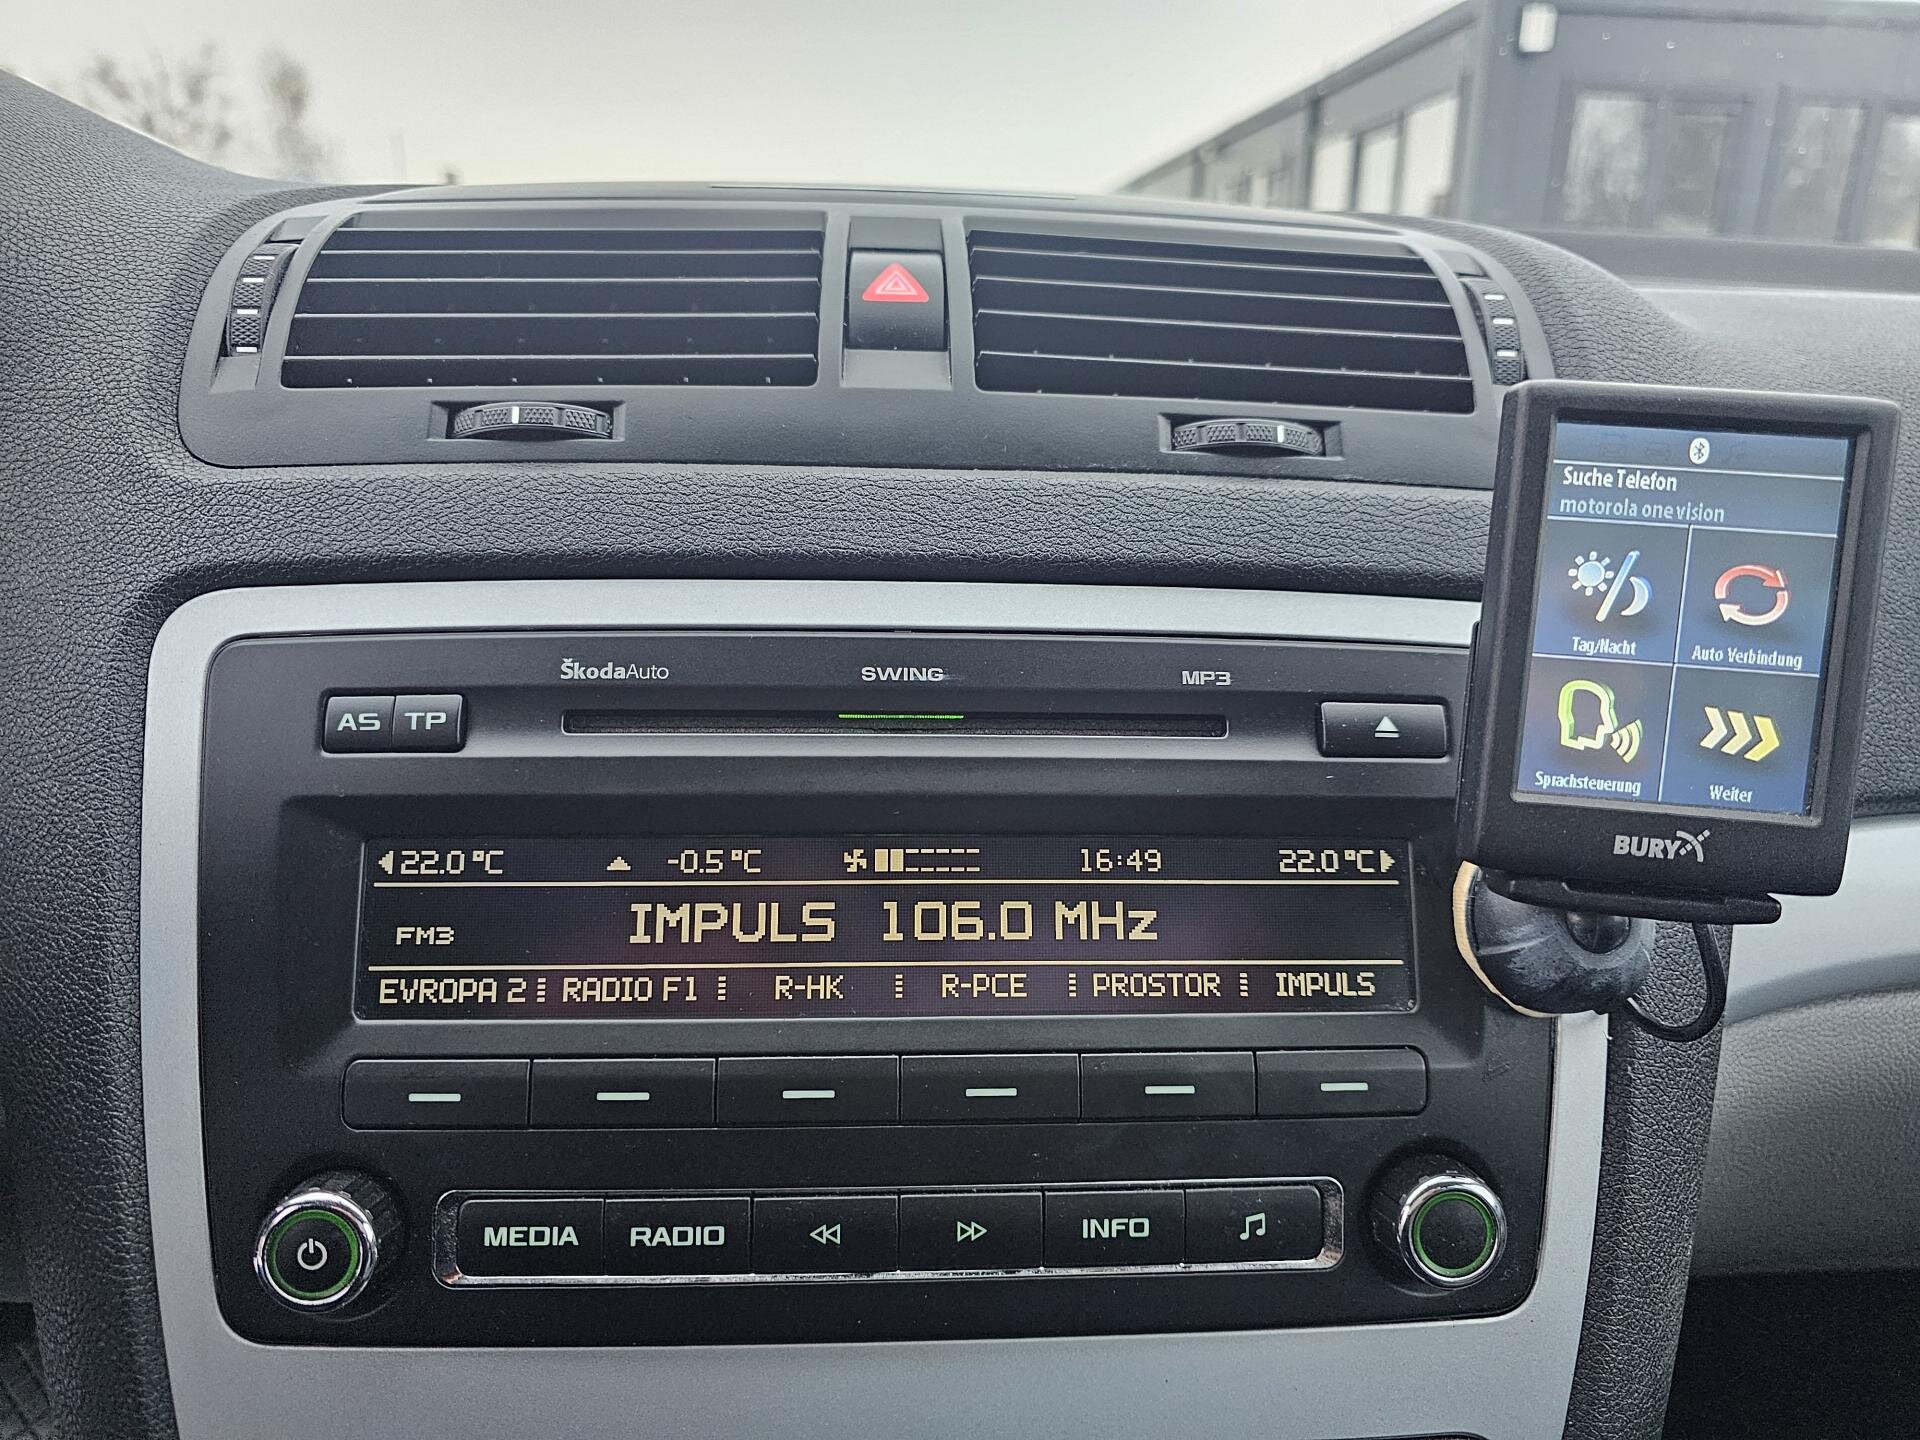 Suche Telefon
motorola one vision
Tag/Nacht
Auto Verbindung
Sprachsteuerung
Weiter
BURY
ŠkodaAuto SWING MP3
AS TP
22.0°C -0.5°C 16:49 22.0°C
FM3 IMPULS 106.0 MHz
EVROPA 2 RADIO F1 R-HK R-PCE PROSTOR IMPULS
MEDIA RADIO INFO